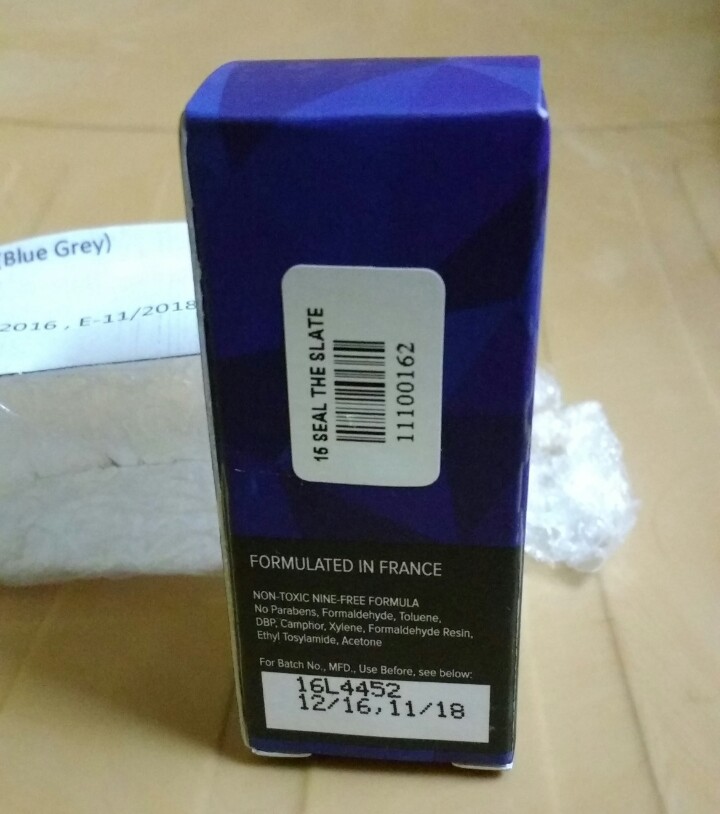 (Blue Grey)
2016 , E-11/2018
15 SEAL THE SLATE
11100162
FORMULATED IN FRANCE
NON-TOXIC NINE-FREE FORMULA
No Parabens, Formaldehyde, Toluene,
DBP, Camphor, Xylene, Formaldehyde Resin,
Ethyl Tosylamide, Acetone
For Batch No., MFD., Use Before, see below:
16L4452
12/16,11/18